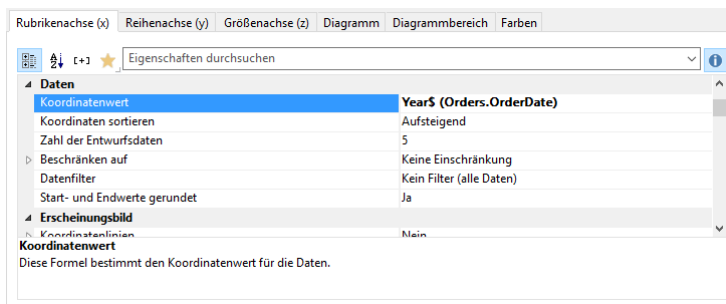 Rubrikenachse (x) Reihenachse (y) Größenachse (z) Diagramm Diagrammbereich Farben
Eigenschaften durchsuchen
Daten
Koordinatenwert Year$ (Orders.OrderDate)
Koordinaten sortieren Aufsteigend
Zahl der Entwurfsdaten 5
Beschränken auf Keine Einschränkung
Datenfilter Kein Filter (alle Daten)
Start- und Endwerte gerundet Ja
Erscheinungsbild
Koordinatenlinien Nein
Koordinatenwert
Diese Formel bestimmt den Koordinatenwert für die Daten.